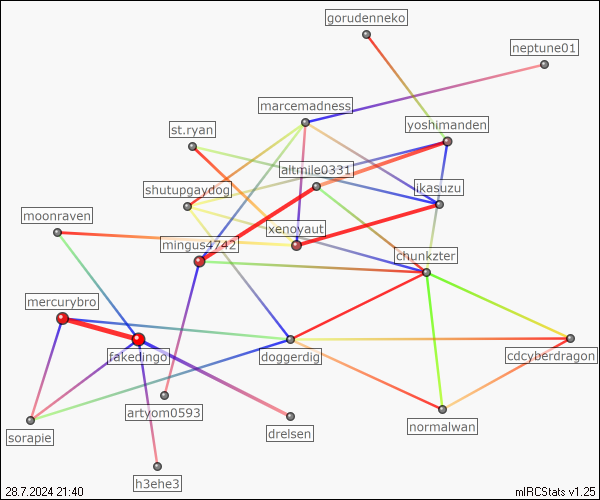 gorudenneko
neptune01
marcemadness
st.ryan
yoshimanden
altmile0331
shutupgaydog
ikasuzu
moonraven
xenoyaut
mingus4742
chunkzter
mercurybro
fakedingo
doggerdig
cdcyberdragon
artyom0593
drelsen
normalwan
sorapie
h3ehe3
28.7.2024 21:40
mIRCStats v1.25